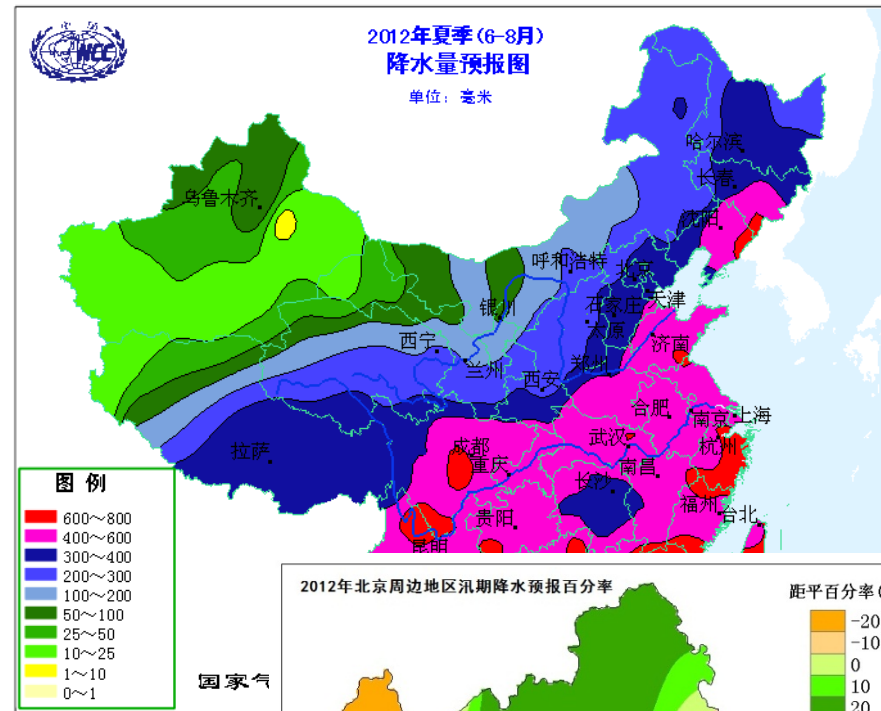 NCC
2012年夏季(6-8月)
降水量预报图
单位：毫米
哈尔滨
长春
乌鲁木齐
沈阳
呼和浩特
北京
天津
银川
石家庄
太原
西宁
济南
兰州
郑州
西安
合肥
南京
上海
武汉
杭州
拉萨
成都
重庆
南昌
长沙
福州
台北
贵阳
昆明
图 例
600～800
400～600
300～400
200～300
100～200
50～100
25～50
10～25
1～10
0～1
国家气
2012年北京周边地区汛期降水预报百分率
距平百分率(
-20
-10
0
10
20